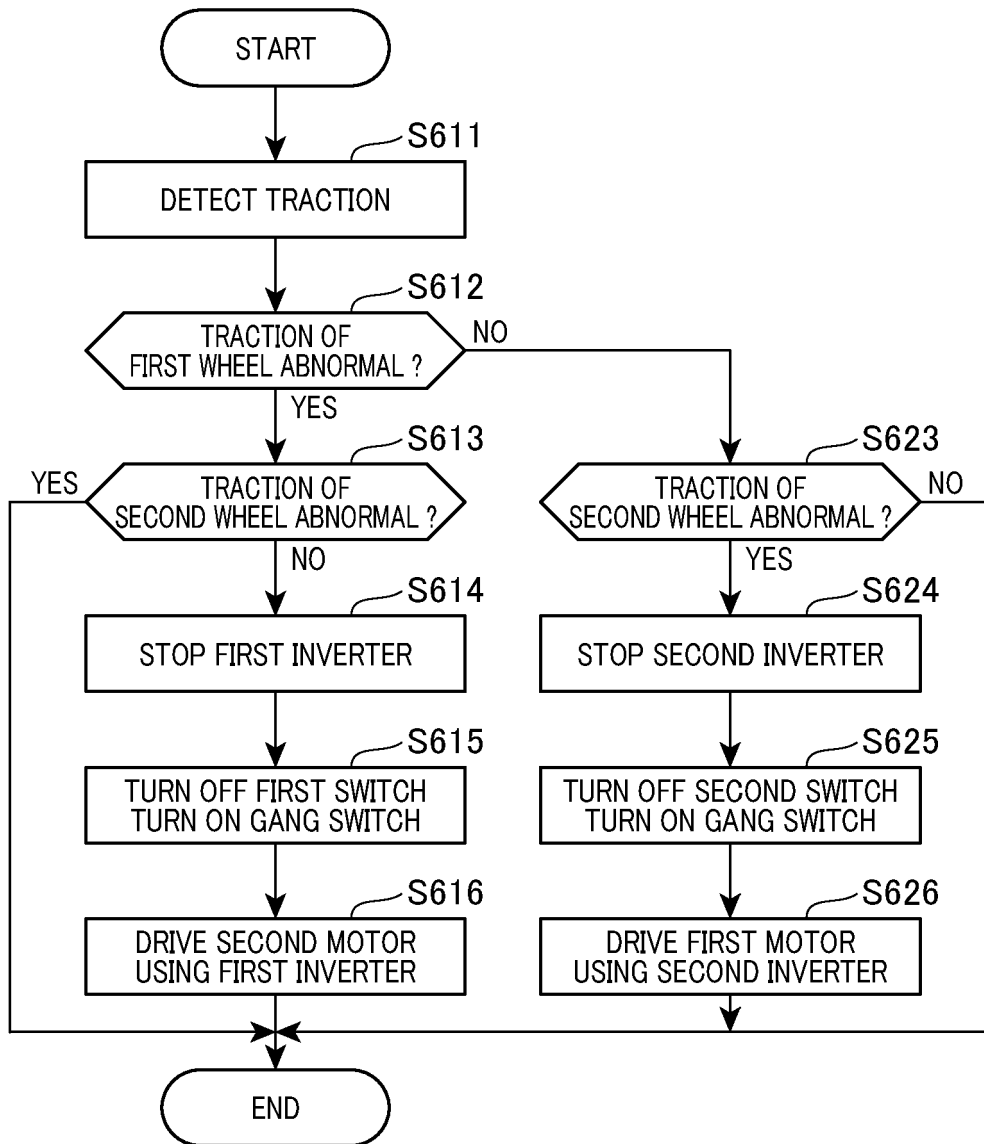 START
S611
DETECT TRACTION
S612
TRACTION OF
FIRST WHEEL ABNORMAL ?
NO
YES
S613
YES
TRACTION OF
SECOND WHEEL ABNORMAL ?
NO
S614
STOP FIRST INVERTER
S615
TURN OFF FIRST SWITCH
TURN ON GANG SWITCH
S616
DRIVE SECOND MOTOR
USING FIRST INVERTER
S623
TRACTION OF
SECOND WHEEL ABNORMAL ?
NO
YES
S624
STOP SECOND INVERTER
S625
TURN OFF SECOND SWITCH
TURN ON GANG SWITCH
S626
DRIVE FIRST MOTOR
USING SECOND INVERTER
END